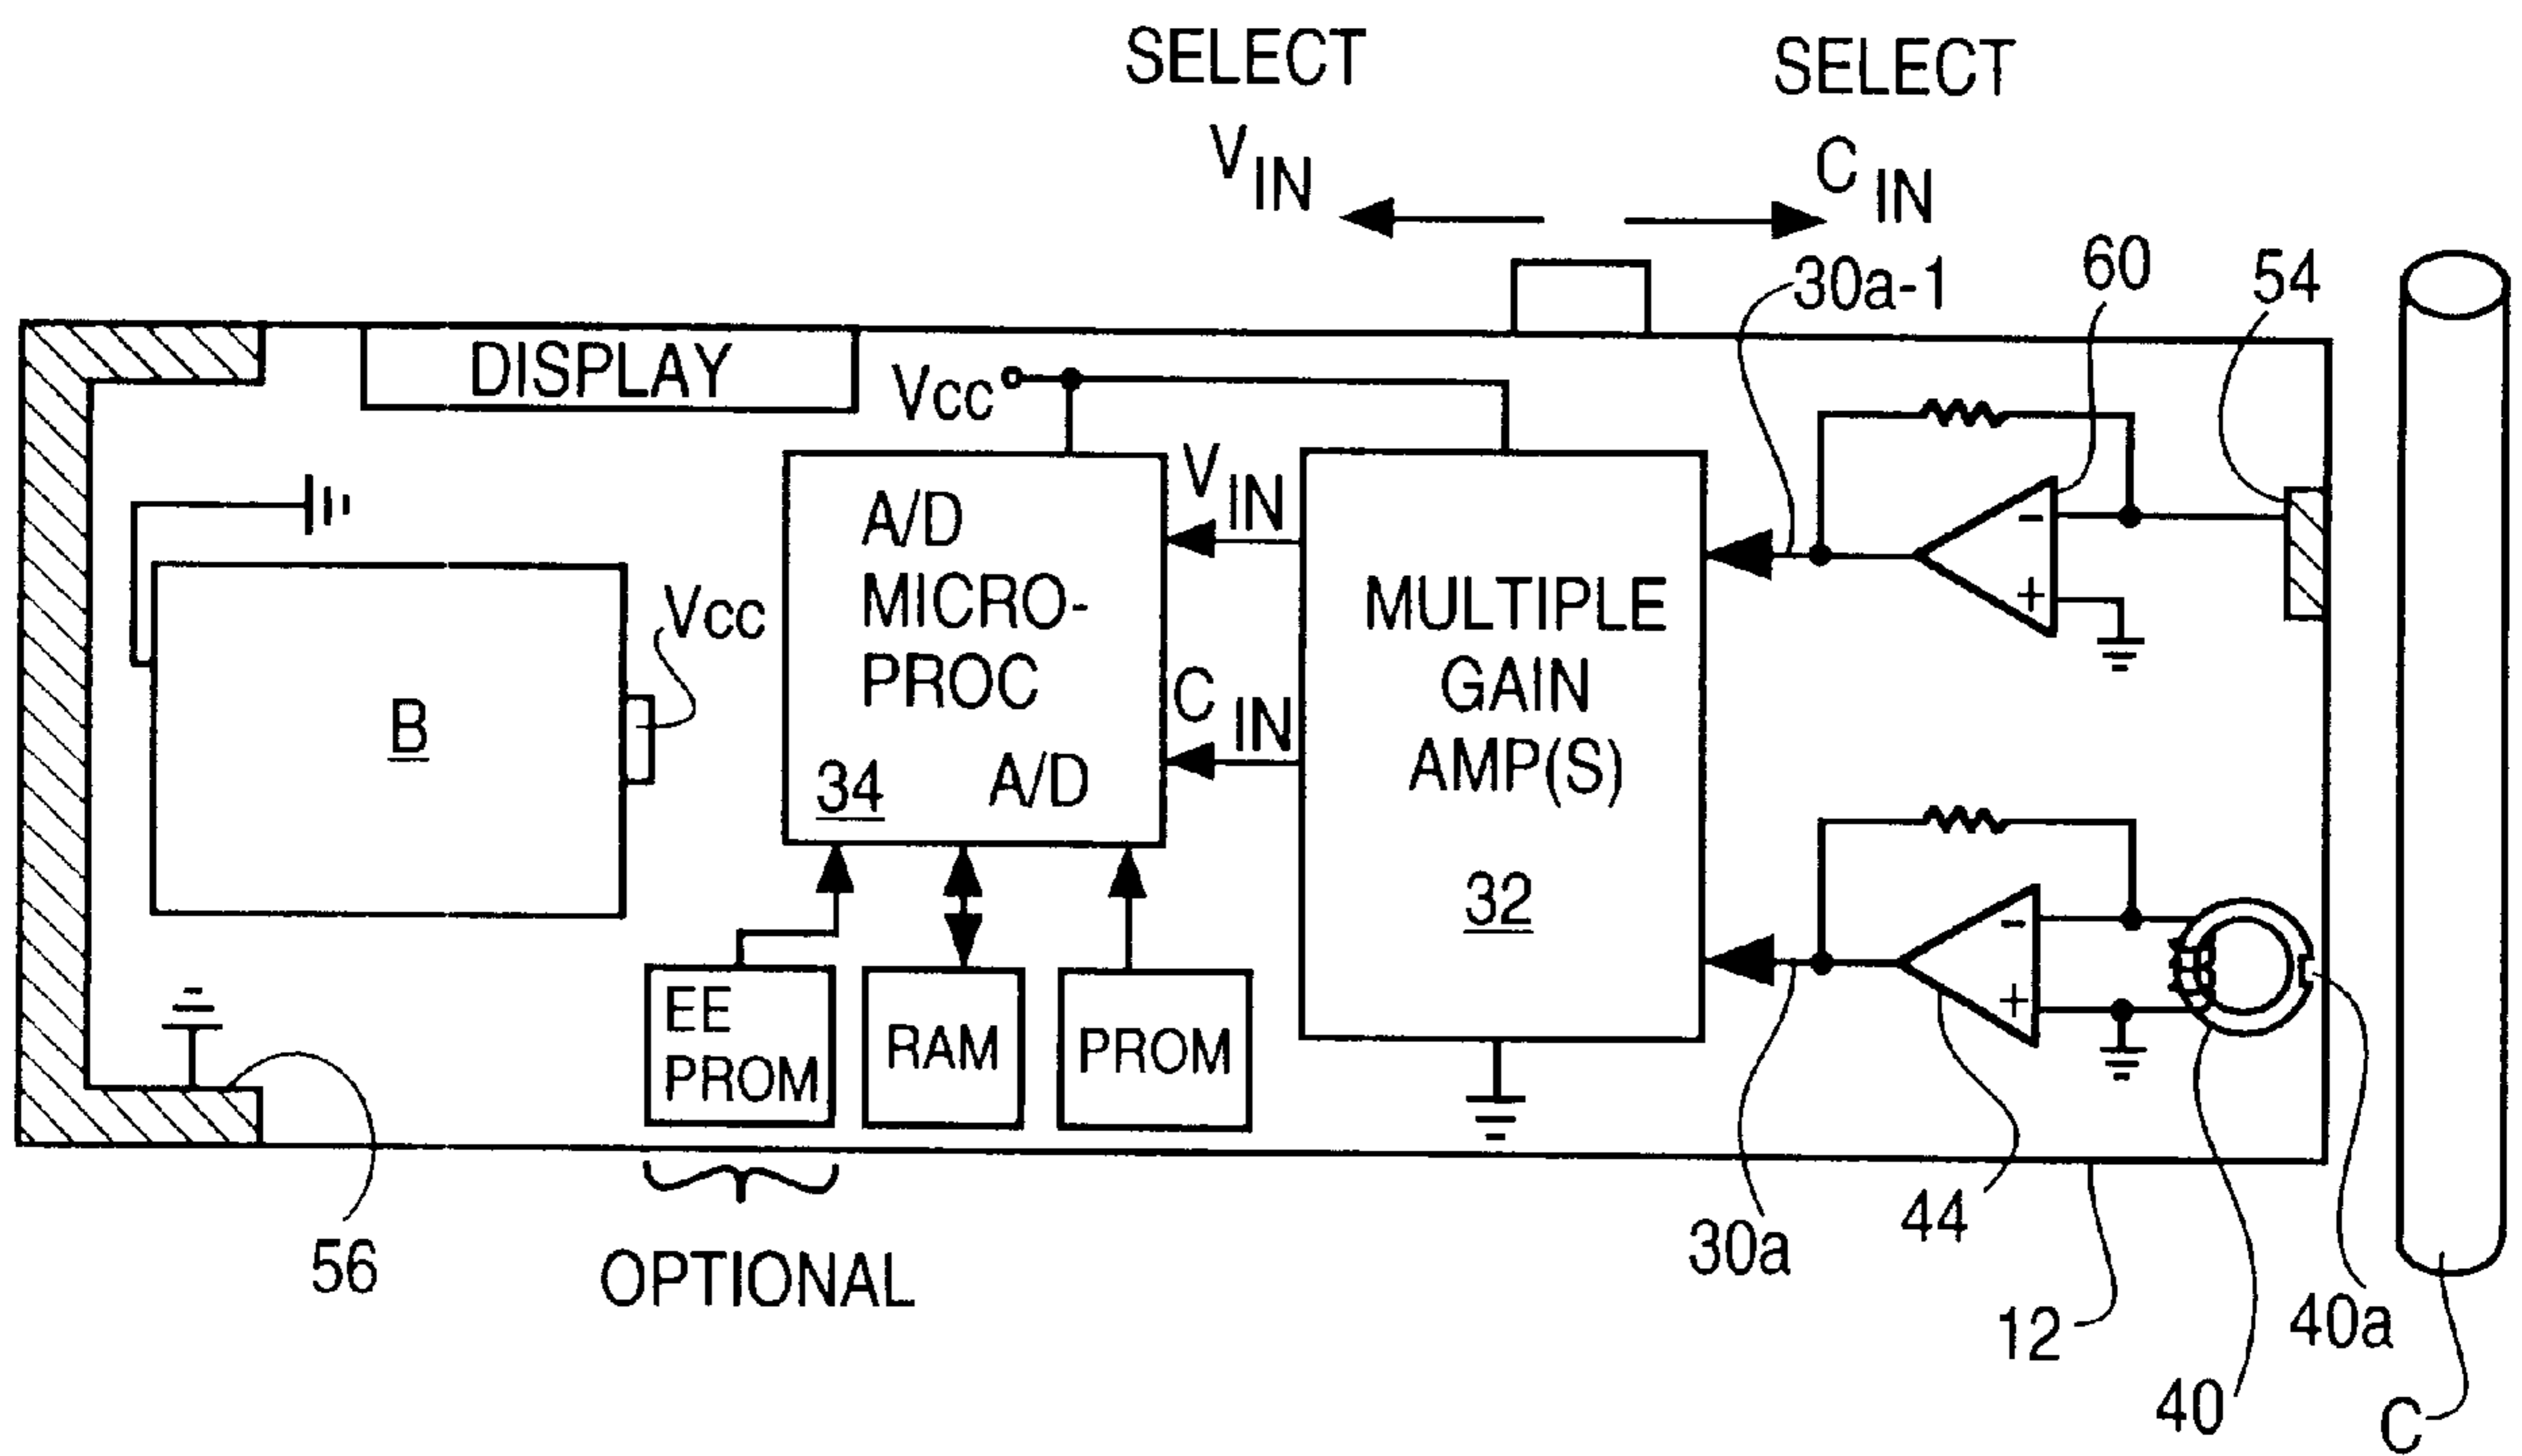 SELECT
V IN
SELECT
C IN
30a-1
60
54
DISPLAY
Vcc
V IN
A/D
MICRO-
PROC
34
A/D
C IN
MULTIPLE
GAIN
AMP(S)
32
-
+
B
Vcc
-
+
EE
PROM
RAM
PROM
56
OPTIONAL
30a
44
12
40
40a
C